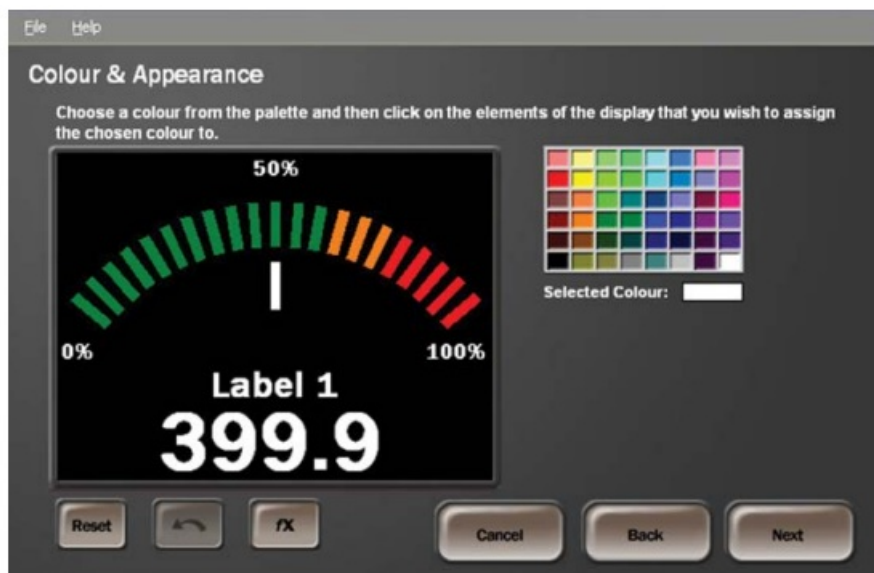 File Help
Colour & Appearance
Choose a colour from the palette and then click on the elements of the display that you wish to assign
the chosen colour to.
50%
0%
100%
Label 1
399.9
Selected Colour:
Reset
fX
Cancel
Back
Next